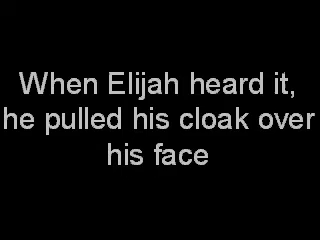 When Elijah heard it,
he pulled his cloak over
his face